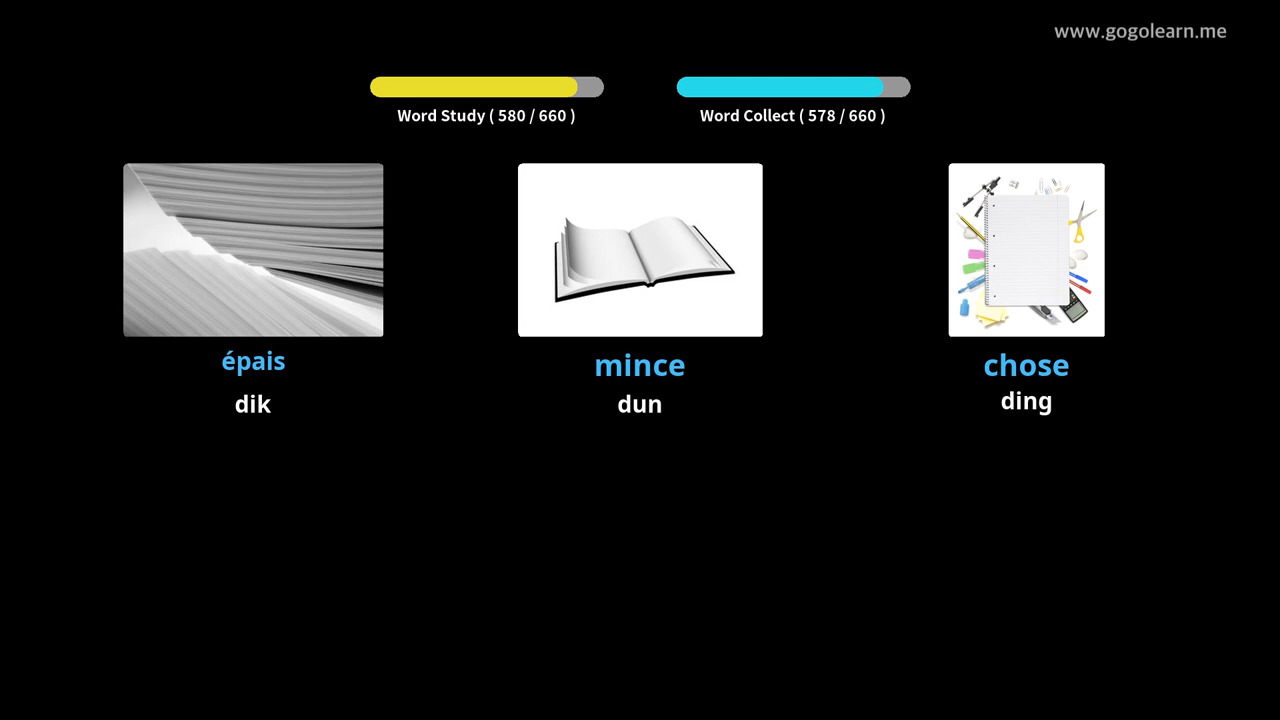 www.gogolearn.me
Word Study ( 580 / 660 )
Word Collect ( 578 / 660 )
épais
mince
chose
dik
dun
ding